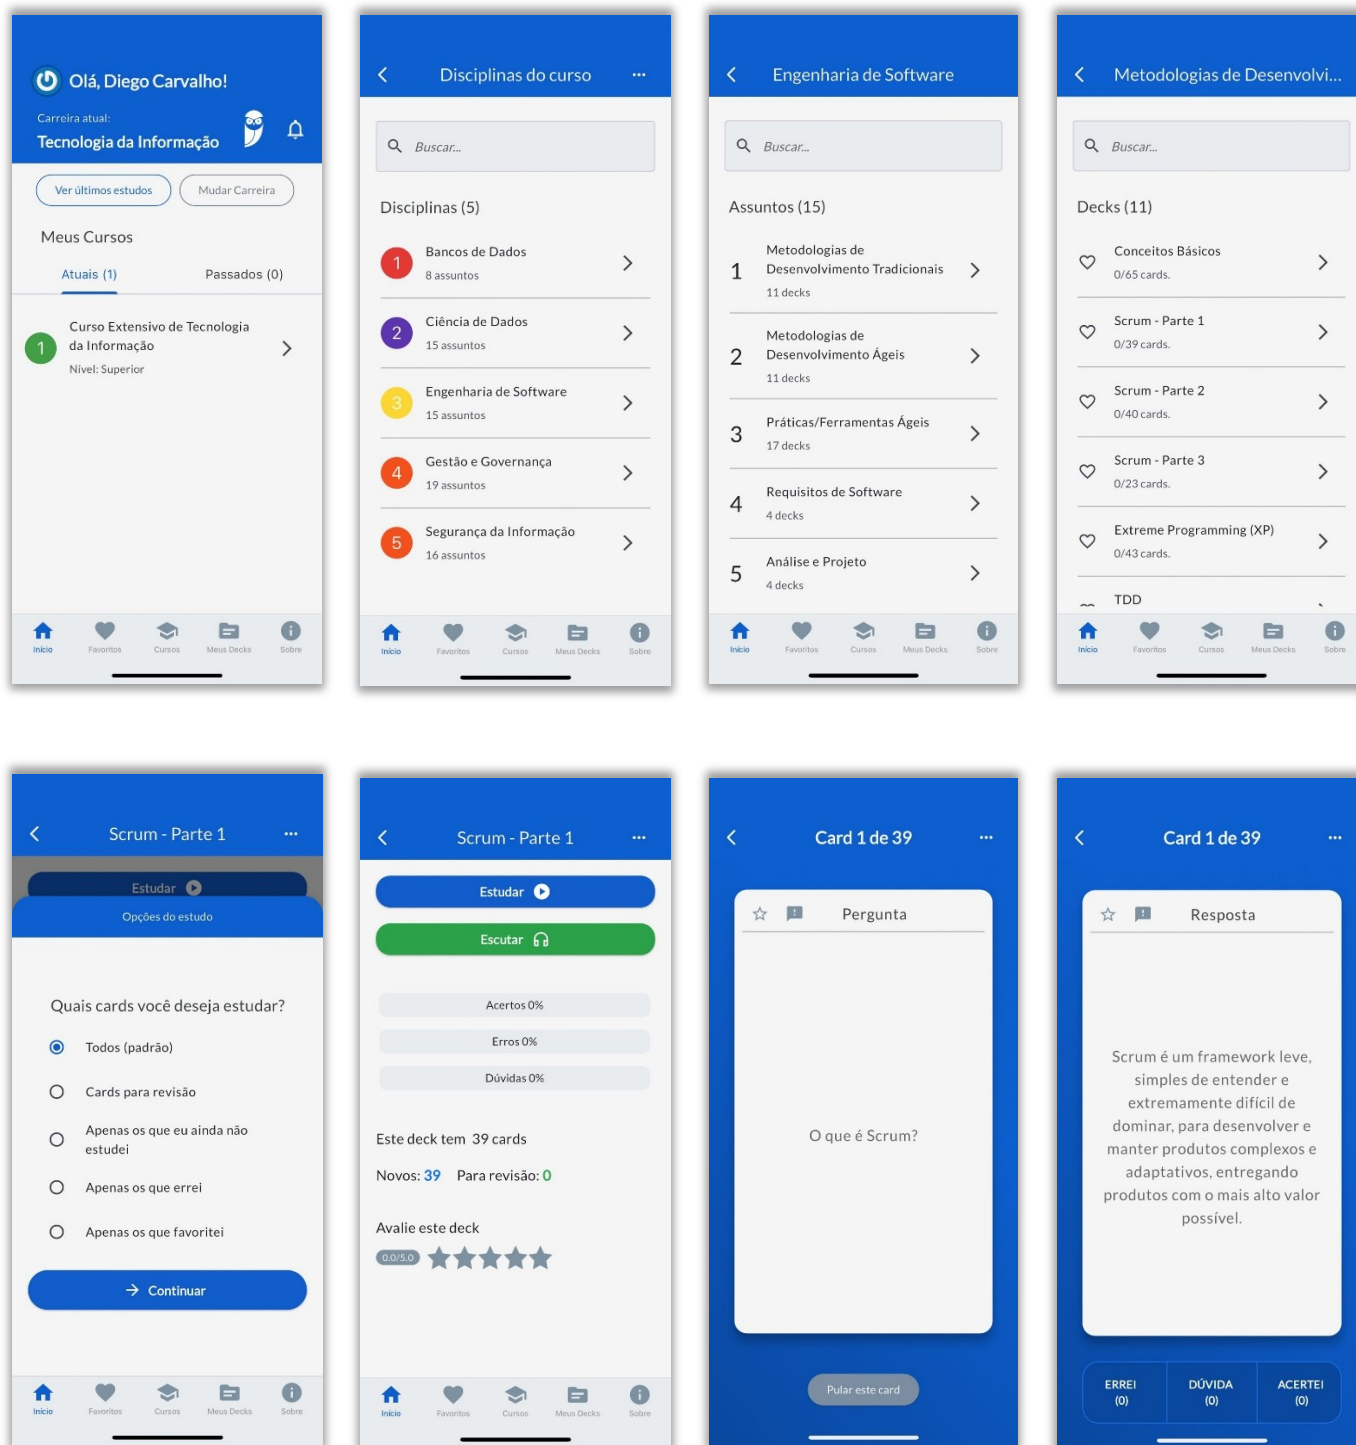 Olá, Diego Carvalho!
Carreira atual:
Tecnologia da Informação
Ver últimos estudos
Mudar Carreira
Meus Cursos
Atuais (1)
Passados (0)
1
Curso Extensivo de Tecnologia
da Informação
Nível: Superior
Início
Favoritos
Cursos
Meus Decks
Sobre
Disciplinas do curso
Buscar...
Disciplinas (5)
1
Bancos de Dados
8 assuntos
2
Ciência de Dados
15 assuntos
3
Engenharia de Software
15 assuntos
4
Gestão e Governança
19 assuntos
5
Segurança da Informação
16 assuntos
Início
Favoritos
Cursos
Meus Decks
Sobre
Engenharia de Software
Buscar...
Assuntos (15)
1
Metodologias de
Desenvolvimento Tradicionais
11 decks
2
Metodologias de
Desenvolvimento Ágeis
11 decks
3
Práticas/Ferramentas Ágeis
17 decks
4
Requisitos de Software
4 decks
5
Análise e Projeto
4 decks
Início
Favoritos
Cursos
Meus Decks
Sobre
Metodologias de Desenvolvi...
Buscar...
Decks (11)
Conceitos Básicos
0/65 cards.
Scrum - Parte 1
0/39 cards.
Scrum - Parte 2
0/40 cards.
Scrum - Parte 3
0/23 cards.
Extreme Programming (XP)
0/43 cards.
TDD
Início
Favoritos
Cursos
Meus Decks
Sobre
Scrum - Parte 1
Estudar
Opções do estudo
Quais cards você deseja estudar?
Todos (padrão)
Cards para revisão
Apenas os que eu ainda não
estudei
Apenas os que errei
Apenas os que favoritei
Continuar
Início
Favoritos
Cursos
Meus Decks
Sobre
Scrum - Parte 1
Estudar
Escutar
Acertos 0%
Erros 0%
Dúvidas 0%
Este deck tem 39 cards
Novos: 39 Para revisão: 0
Avalie este deck
0.0/5.0
Início
Favoritos
Cursos
Meus Decks
Sobre
Card 1 de 39
Pergunta
O que é Scrum?
Pular este card
Card 1 de 39
Resposta
Scrum é um framework leve,
simples de entender e
extremamente difícil de
dominar, para desenvolver e
manter produtos complexos e
adaptativos, entregando
produtos com o mais alto valor
possível.
ERREI
(0)
DÚVIDA
(0)
ACERTEI
(0)